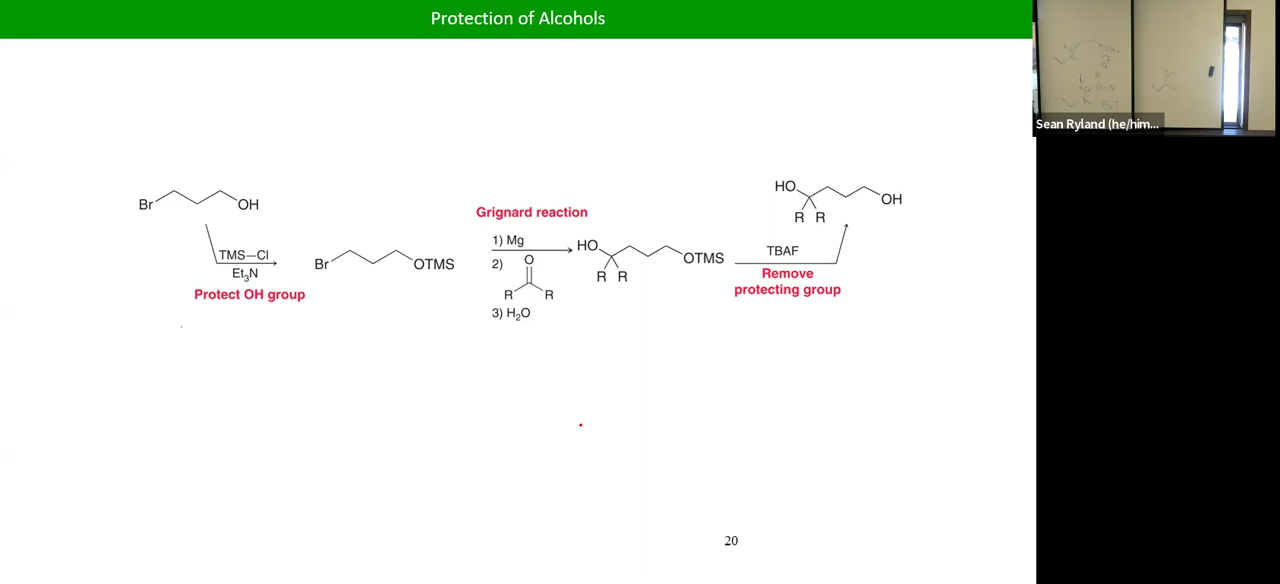 Protection of Alcohols
Sean Ryland (he/him...
Br
OH
TMS—Cl
Et3N
Protect OH group
Br
OTMS
Grignard reaction
1) Mg
2)
O
R
R
3) H2O
HO
OTMS
R R
TBAF
Remove
protecting group
HO
OH
R R
20